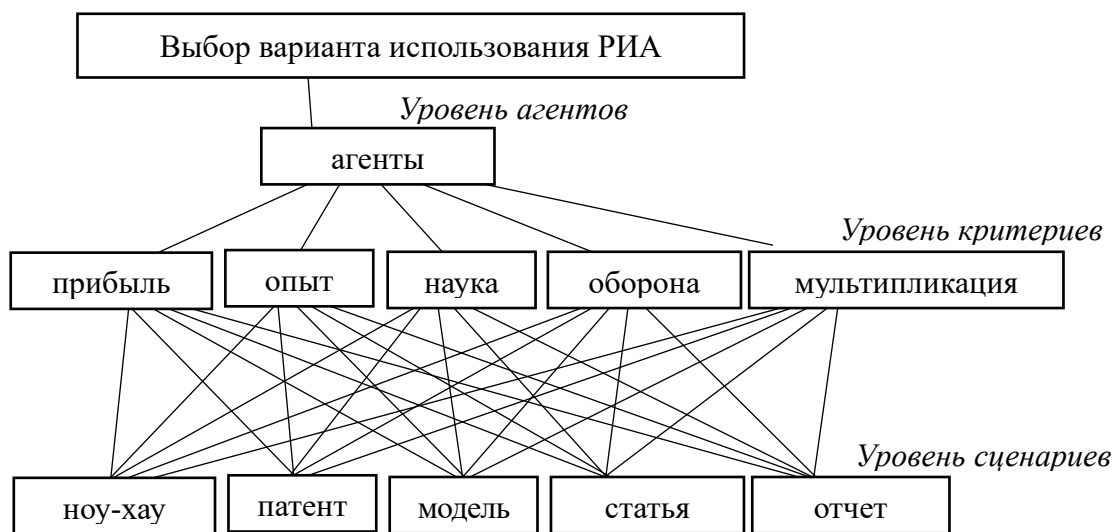 Выбор варианта использования РИА
Уровень агентов
агенты
Уровень критериев
прибыль
опыт
наука
оборона
мультипликация
Уровень сценариев
ноу-хау
патент
модель
статья
отчет